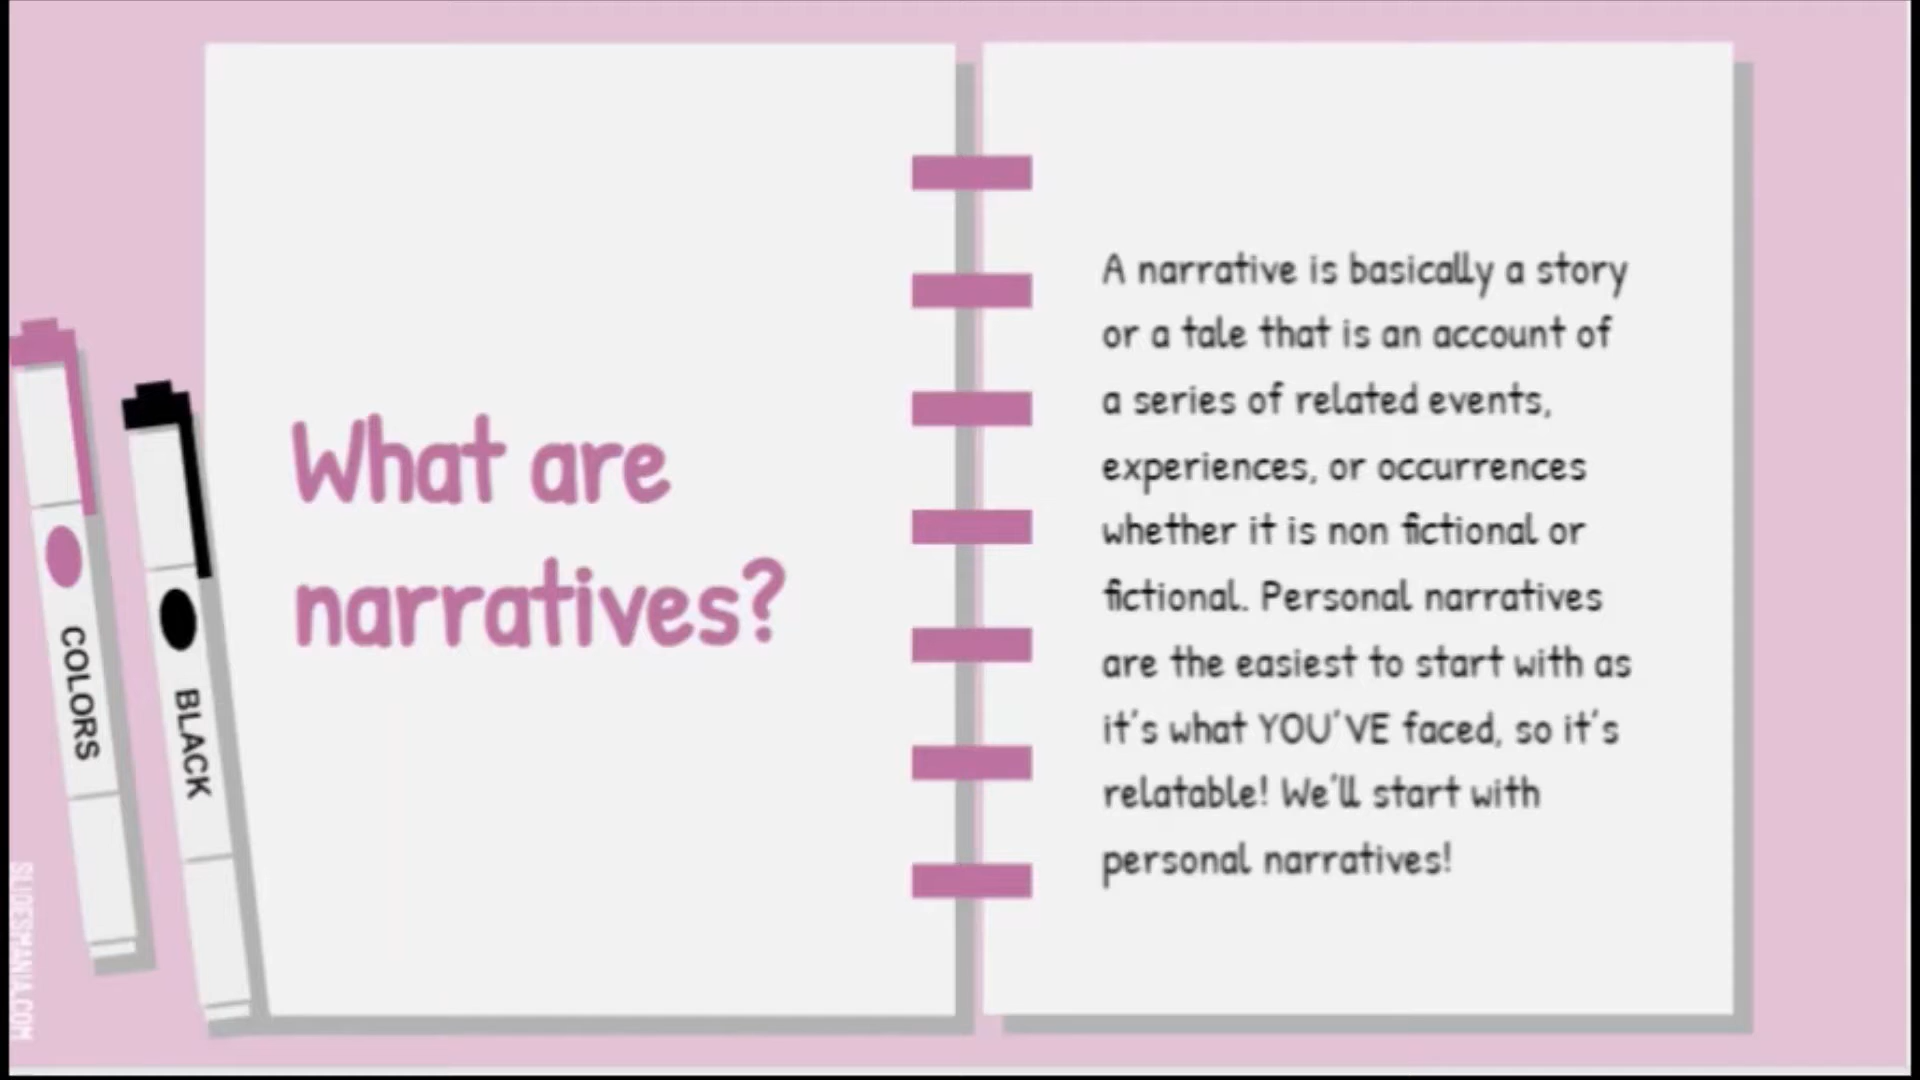 What are
narratives?
A narrative is basically a story
or a tale that is an account of
a series of related events,
experiences, or occurrences
whether it is non fictional or
fictional. Personal narratives
are the easiest to start with as
it's what YOU'VE faced, so it's
relatable! We'll start with
personal narratives!
COLORS
BLACK
SLIDESMANIA.COM